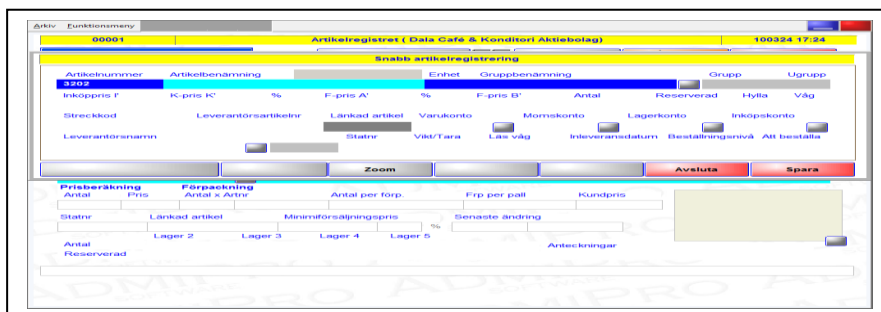 Arkiv Funktionsmeny
00001 Artikelregistret ( Dala Café & Konditori Aktiebolag) 100324 17:24
Snabb artikelregistrering
Artikelnummer Artikelbenämning Enhet Gruppbenämning Grupp Ugrupp
3202
Inköppris I' K-pris K' % F-pris A' % F-pris B' Antal Reserverad Hylla Våg
Streckkod Leverantörsartikelnr Länkad artikel Varukonto Momskonto Lagerkonto Inköpskonto
Leverantörsnamn Statnr Vikt/Tara Läs våg Inleveransdatum Beställningsnivå Att beställa
Zoom Avsluta Spara
Prisberäkning Förpackning
Antal Pris Antal x Artnr Antal per förp. Frp per pall Kundpris
Statnr Länkad artikel Minimiförsäljningspris Senaste ändring
%
Lager 2 Lager 3 Lager 4 Lager 5
Antal Anteckningar
Reserverad
ADMIPRO
SOFTWARE